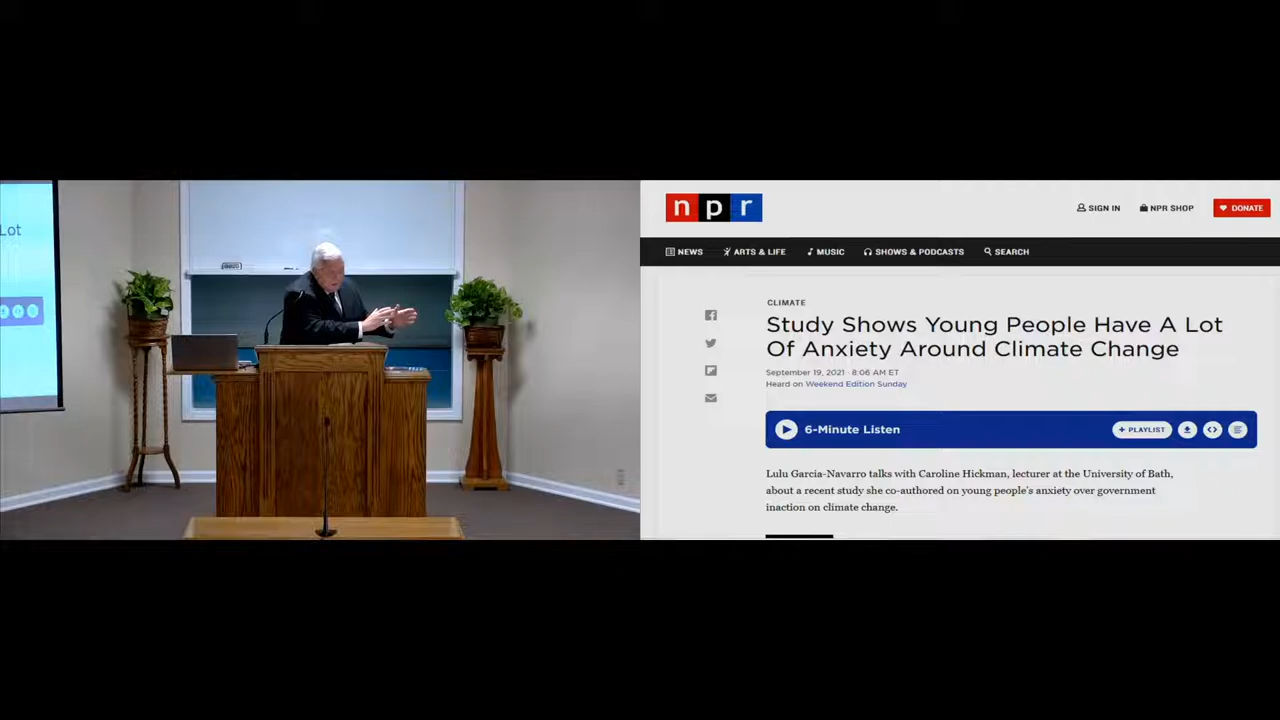 Lot
npr
SIGN IN
NPR SHOP
DONATE
NEWS
ARTS & LIFE
MUSIC
SHOWS & PODCASTS
SEARCH
CLIMATE
Study Shows Young People Have A Lot
Of Anxiety Around Climate Change
September 19, 2021 · 8:06 AM ET
Heard on Weekend Edition Sunday
6-Minute Listen
+ PLAYLIST
Lulu Garcia-Navarro talks with Caroline Hickman, lecturer at the University of Bath,
about a recent study she co-authored on young people's anxiety over government
inaction on climate change.